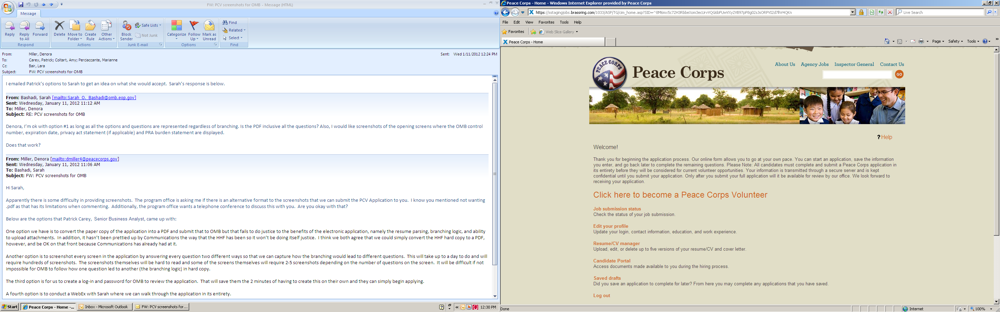 FW: PCV screenshots for OMB - Message (HTML)
Message
Reply
Reply to All
Forward
Respond
Delete
Move to Folder
Create Rule
Other Actions
Actions
Block Sender
Safe Lists
Not Junk
Junk E-mail
Categorize
Follow Up
Mark as Unread
Options
Find
Related
Select
Find
From: Miller, Denora
Sent: Wed 1/11/2012 12:24 PM
To: Carey, Patrick; Coltart, Amy; Perciaccante, Marianne
Cc: Bair, Lara
Subject: FW: PCV screenshots for OMB
I emailed Patrick's options to Sarah to get an idea on what she would accept.  Sarah's response is below.
From: Bashadi, Sarah [mailto:Sarah_O._Bashadi@omb.eop.gov]
Sent: Wednesday, January 11, 2012 11:12 AM
To: Miller, Denora
Subject: RE: PCV screenshots for OMB
Denora, I'm ok with option #1 as long as all the options and questions are represented regardless of branching. Is the PDF inclusive all the questions? Also, I would like screenshots of the opening screens where the OMB control
number, expiration date, privacy act statement (if applicable) and PRA burden statement are displayed.
Does that work?
From: Miller, Denora [mailto:dmiller4@peacecorps.gov]
Sent: Wednesday, January 11, 2012 11:06 AM
To: Bashadi, Sarah
Subject: FW: PCV screenshots for OMB
Hi Sarah,
Apparently there is some difficulty in providing screenshots.  The program office is asking me if there is an alternative format to the screenshots that we can submit the PCV Application to you.  I know you mentioned not wanting
.pdf as that has its limitations when commenting.  Additionally, the program office wants a telephone conference to discuss this with you.  Are you okay with that?
Below are the options that Patrick Carey,  Senior Business Analyst, came up with:
One option we have is to convert the paper copy of the application into a PDF and submit that to OMB but that fails to do justice to the benefits of the electronic application, namely the resume parsing, branching logic, and ability
to upload attachments.  In addition, it hasn't been prettied up by Communications the way that the HHF has been so it won't be doing itself justice.  I think we both agree that we could simply convert the HHF hard copy to a PDF,
however, and be OK on that front because Communications has already had at it.
Another option is to screenshot every screen in the application by answering every question two different ways so that we can capture how the branching would lead to different questions.  This will take up to a day to do and will
require hundreds of screenshots.  The screenshots themselves will be hard to read and some of the screens themselves will require 2-5 screenshots depending on the number of questions on the screen.  It will be difficult if not
impossible for OMB to follow how one question led to another (the branching logic) in hard copy.
The third option is for us to create a log-in and password for OMB to review the application.  That will save them the 2 minutes of having to create this on their own and they can simply begin applying.
A fourth option is to conduct a WebEx with Sarah where we can walk through the application in its entirety.
Start
Peace Corps - Home -...
Inbox - Microsoft Outlook
FW: PCV screenshots for...
12:30 PM
Peace Corps - Home - Windows Internet Explorer provided by Peace Corps
Live Search
File Edit View Favorites Tools Help
Favorites
Web Slice Gallery
Peace Corps - Home
Page Safety Tools
PEACE CORPS
Peace Corps
About Us Agency Jobs Inspector General Contact Us
GO
? Help
Welcome!
Thank you for beginning the application process. Our online form allows you to go at your own pace. You can start an application, save the information
you enter, and go back later to complete the remaining questions. Please Note: All candidates must complete and submit a Peace Corps application in
its entirety before they will be considered for current volunteer opportunities. Your information is transmitted through a secure server and is kept
confidential until you submit your application. Only after you submit your full application will it be available for review by our office. We look forward to
receiving your application.
Click here to become a Peace Corps Volunteer
Job submission status
Check the status of your job submission.
Edit your profile
Update your login, contact information, education, and work experience.
Resume/CV manager
Upload, edit, or delete up to five versions of your resume/CV and cover letter.
Candidate Portal
Access documents made available to you during the hiring process.
Saved drafts
Did you save an application to complete for later? From here you may complete any applications that you have saved.
Log out
Done
Internet
100%